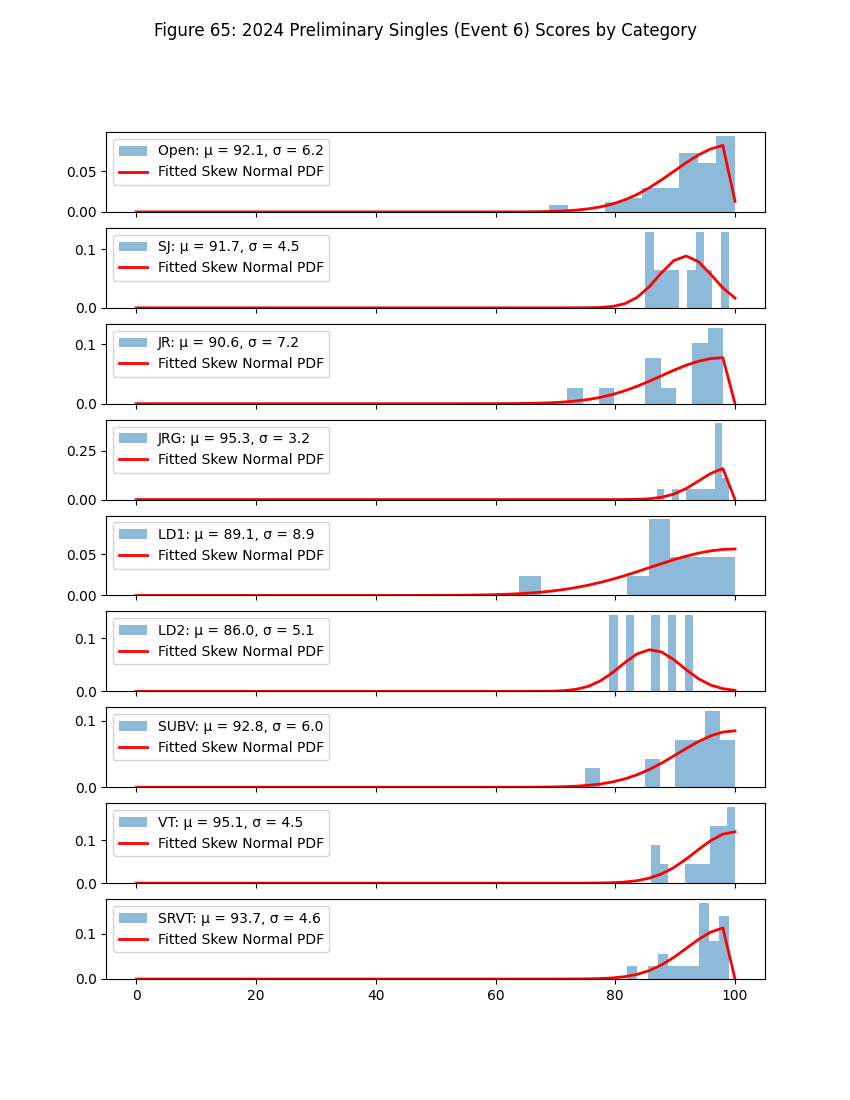 Figure 65: 2024 Preliminary Singles (Event 6) Scores by Category
Open: μ = 92.1, σ = 6.2
Fitted Skew Normal PDF
0.05
0.00
SJ: μ = 91.7, σ = 4.5
Fitted Skew Normal PDF
0.1
0.0
JR: μ = 90.6, σ = 7.2
Fitted Skew Normal PDF
0.1
0.0
JRG: μ = 95.3, σ = 3.2
Fitted Skew Normal PDF
0.25
0.00
LD1: μ = 89.1, σ = 8.9
Fitted Skew Normal PDF
0.05
0.00
LD2: μ = 86.0, σ = 5.1
Fitted Skew Normal PDF
0.1
0.0
SUBV: μ = 92.8, σ = 6.0
Fitted Skew Normal PDF
0.1
0.0
VT: μ = 95.1, σ = 4.5
Fitted Skew Normal PDF
0.1
0.0
SRVT: μ = 93.7, σ = 4.6
Fitted Skew Normal PDF
0.1
0.0
0 20 40 60 80 100